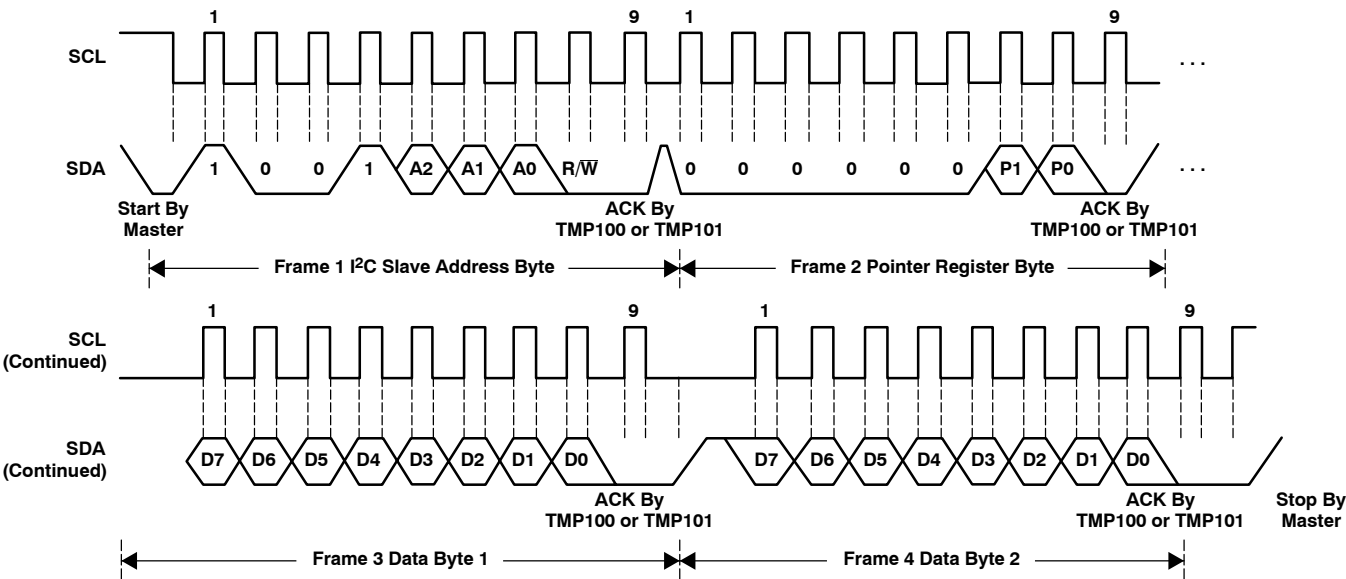 1 9 1 9
SCL . . .
SDA 1 0 0 1 A2 A1 A0 R/W̅ 0 0 0 0 0 0 P1 P0 . . .
Start By Master
ACK By TMP100 or TMP101
ACK By TMP100 or TMP101
Frame 1 I²C Slave Address Byte
Frame 2 Pointer Register Byte
1 9 1 9
SCL (Continued)
SDA (Continued) D7 D6 D5 D4 D3 D2 D1 D0 D7 D6 D5 D4 D3 D2 D1 D0
ACK By TMP100 or TMP101
ACK By TMP100 or TMP101
Stop By Master
Frame 3 Data Byte 1
Frame 4 Data Byte 2